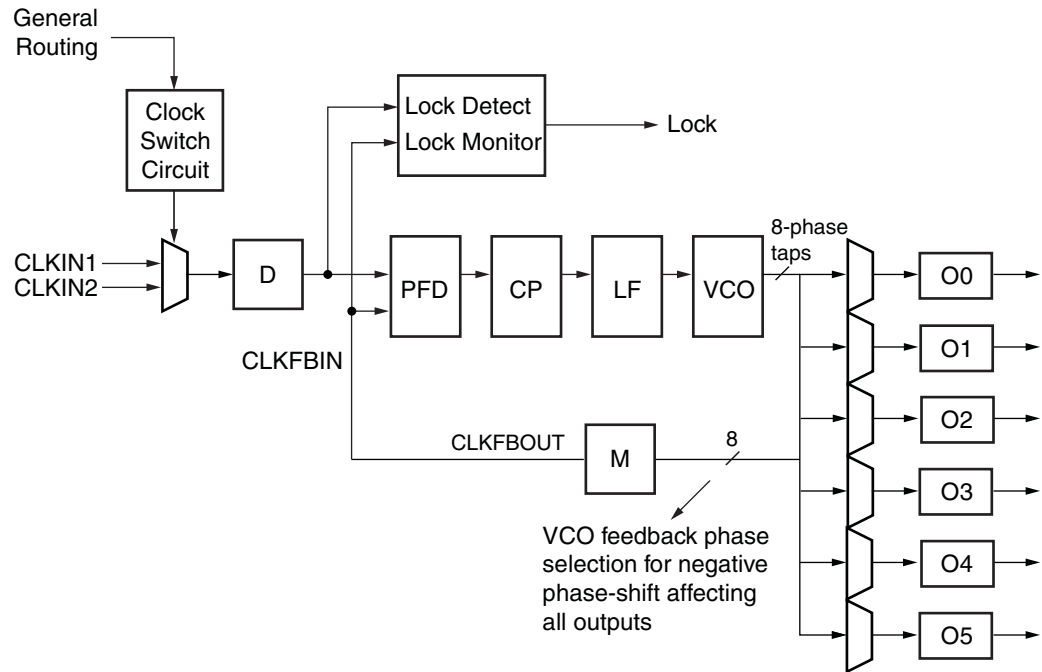 General
Routing
Clock
Switch
Circuit
Lock Detect
Lock Monitor
Lock
8-phase
taps
CLKIN1
CLKIN2
D
PFD
CP
LF
VCO
O0
O1
CLKFBIN
O2
CLKFBOUT
M
8
O3
VCO feedback phase
selection for negative
phase-shift affecting
all outputs
O4
O5